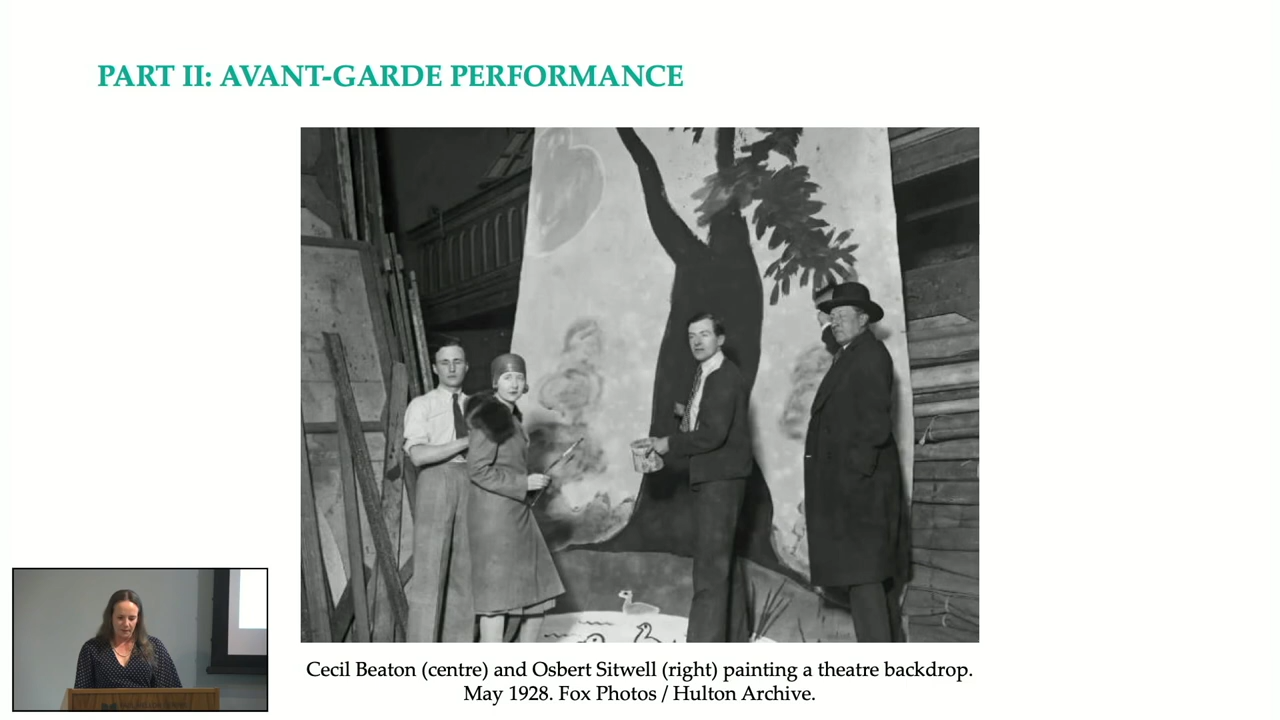 PART II: AVANT-GARDE PERFORMANCE
Cecil Beaton (centre) and Osbert Sitwell (right) painting a theatre backdrop.
May 1928. Fox Photos / Hulton Archive.